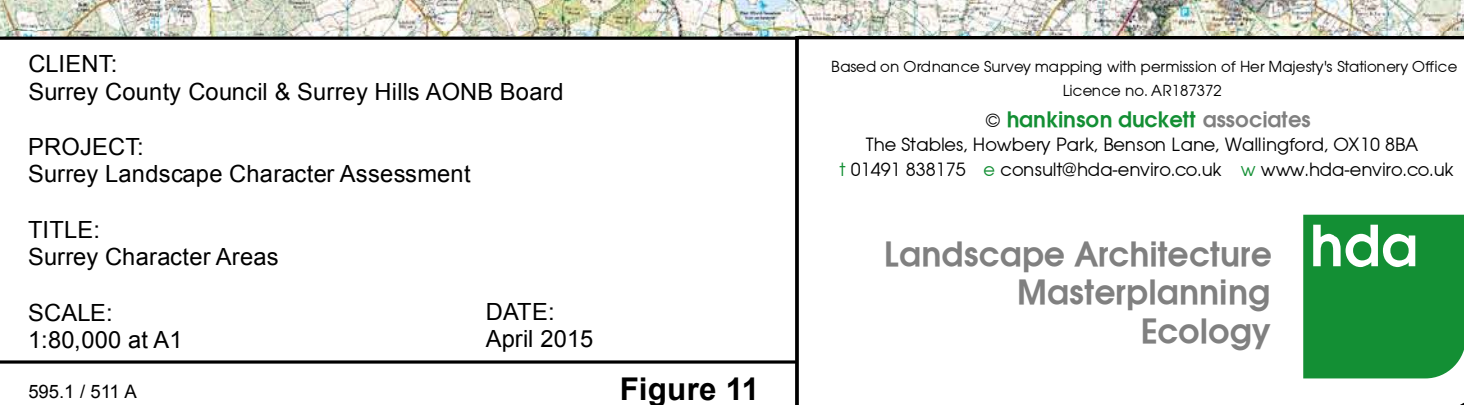 CLIENT:
Surrey County Council & Surrey Hills AONB Board
PROJECT:
Surrey Landscape Character Assessment
TITLE:
Surrey Character Areas
SCALE:
1:80,000 at A1
DATE:
April 2015
595.1 / 511 A
Figure 11
Based on Ordnance Survey mapping with permission of Her Majesty's Stationery Office
Licence no. AR187372
© hankinson duckett associates
The Stables, Howbery Park, Benson Lane, Wallingford, OX10 8BA
t 01491 838175 e consult@hda-enviro.co.uk w www.hda-enviro.co.uk
Landscape Architecture
Masterplanning
Ecology
hda